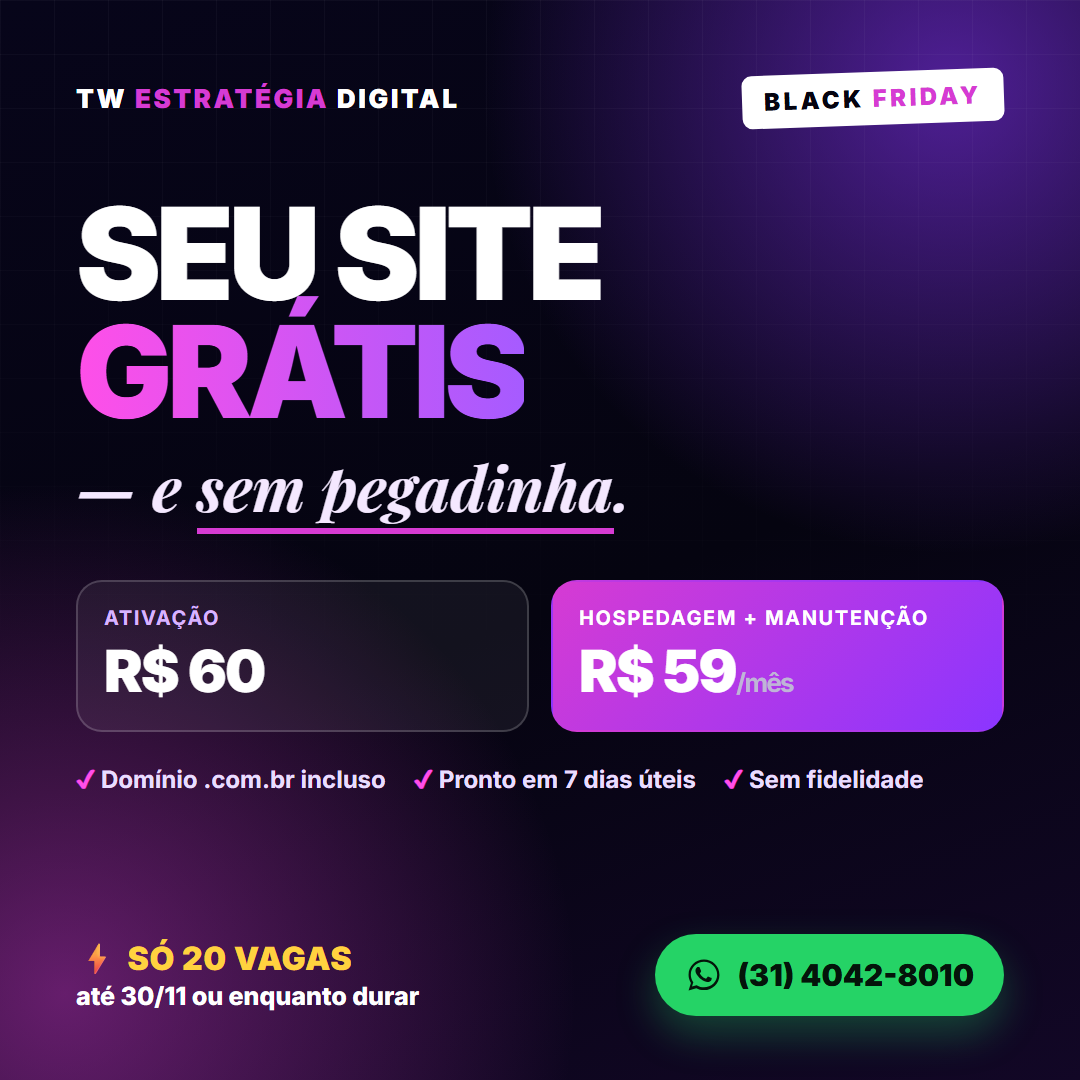 TW ESTRATÉGIA DIGITAL
BLACK FRIDAY
SEU SITE
GRÁTIS
— e sem pegadinha.
ATIVAÇÃO
R$ 60
HOSPEDAGEM + MANUTENÇÃO
R$ 59/mês
✓ Domínio .com.br incluso ✓ Pronto em 7 dias úteis ✓ Sem fidelidade
⚡ SÓ 20 VAGAS
até 30/11 ou enquanto durar
(31) 4042-8010